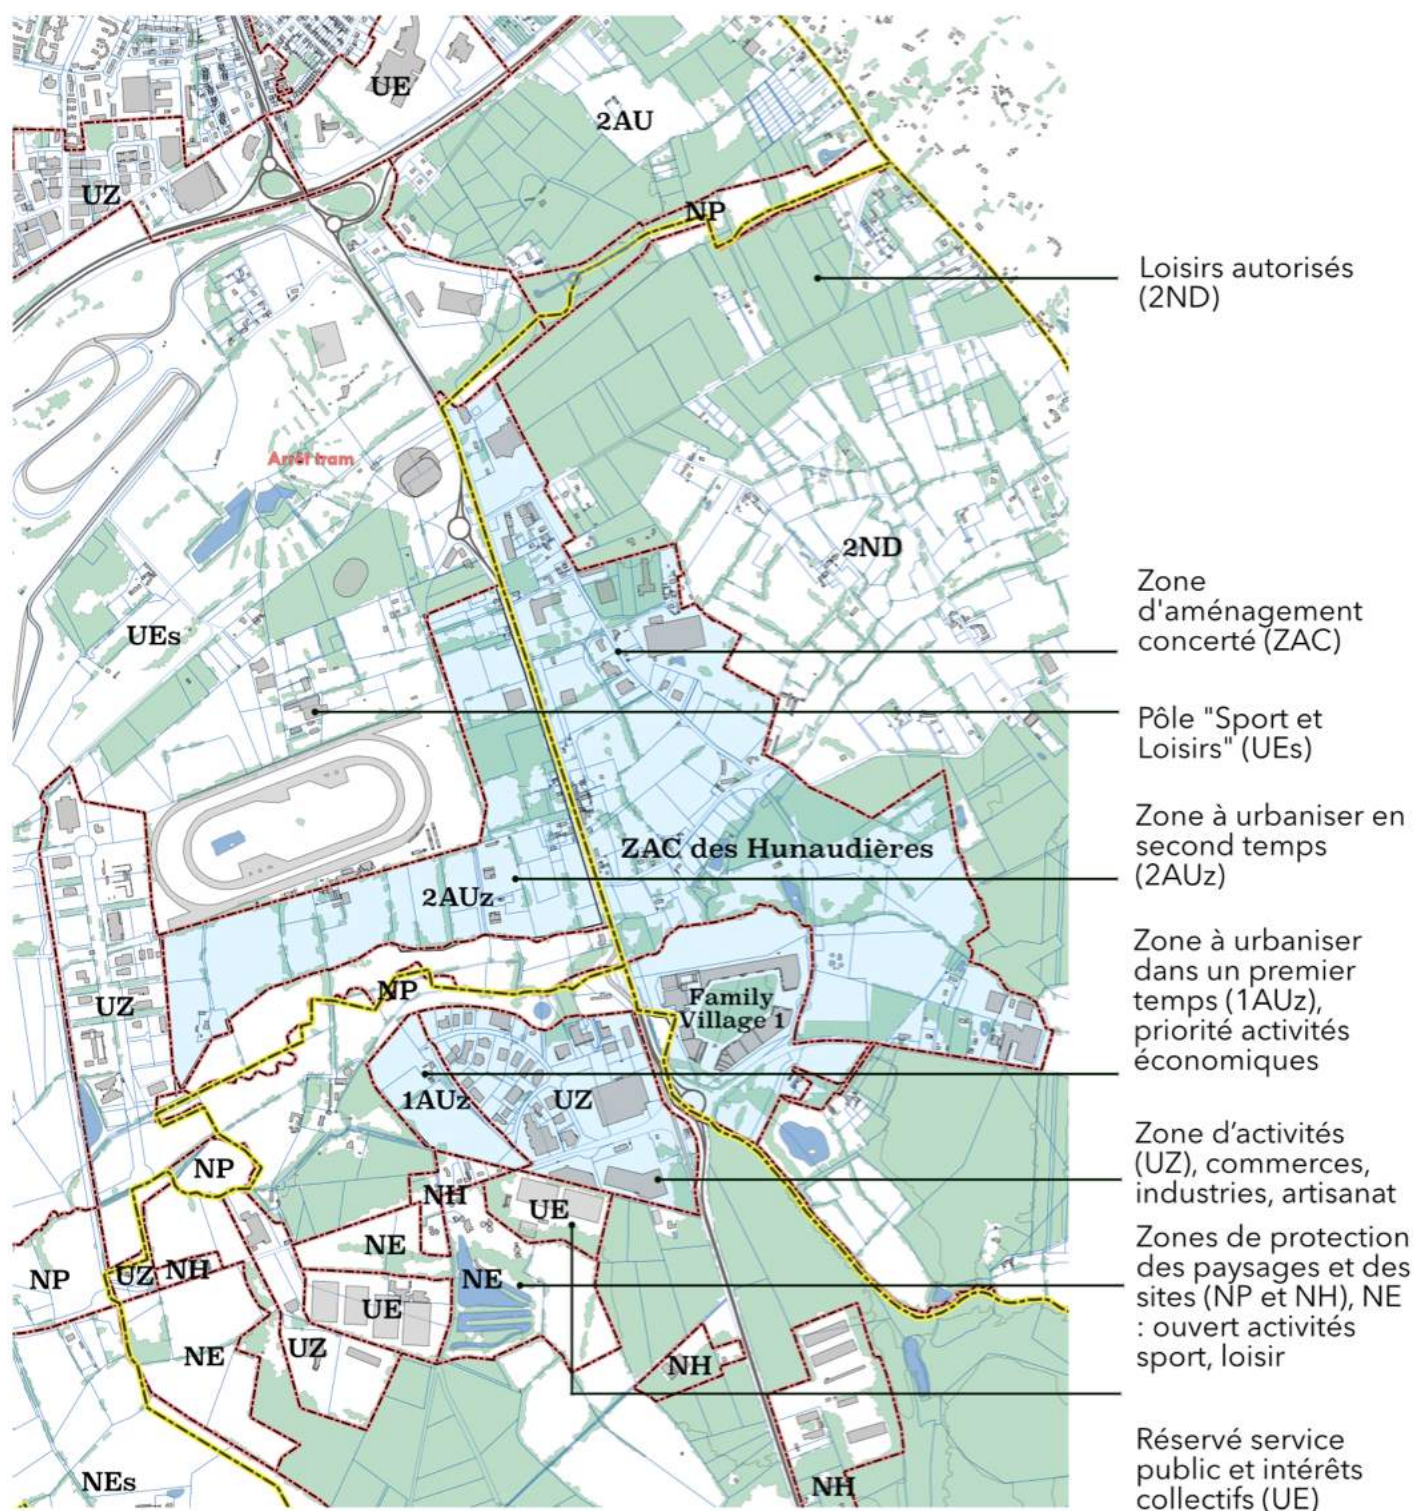 UE
2AU
UZ
NP
Loisirs autorisés
(2ND)
Arrêt tram
2ND
Zone
d'aménagement
concerté (ZAC)
UEs
Pôle "Sport et
Loisirs" (UEs)
Zone à urbaniser en
second temps
(2AUz)
ZAC des Hunaudières
2AUz
Zone à urbaniser
dans un premier
temps (1AUz),
priorité activités
économiques
NP
UZ
Family
Village 1
1AUz
UZ
Zone d’activités
(UZ), commerces,
industries, artisanat
NP
NH
UE
Zones de protection
des paysages et des
sites (NP et NH), NE
: ouvert activités
sport, loisir
NE
NP
UZ
NH
NE
UE
NE
UZ
NH
Réservé service
public et intérêts
collectifs (UE)
NEs
NH